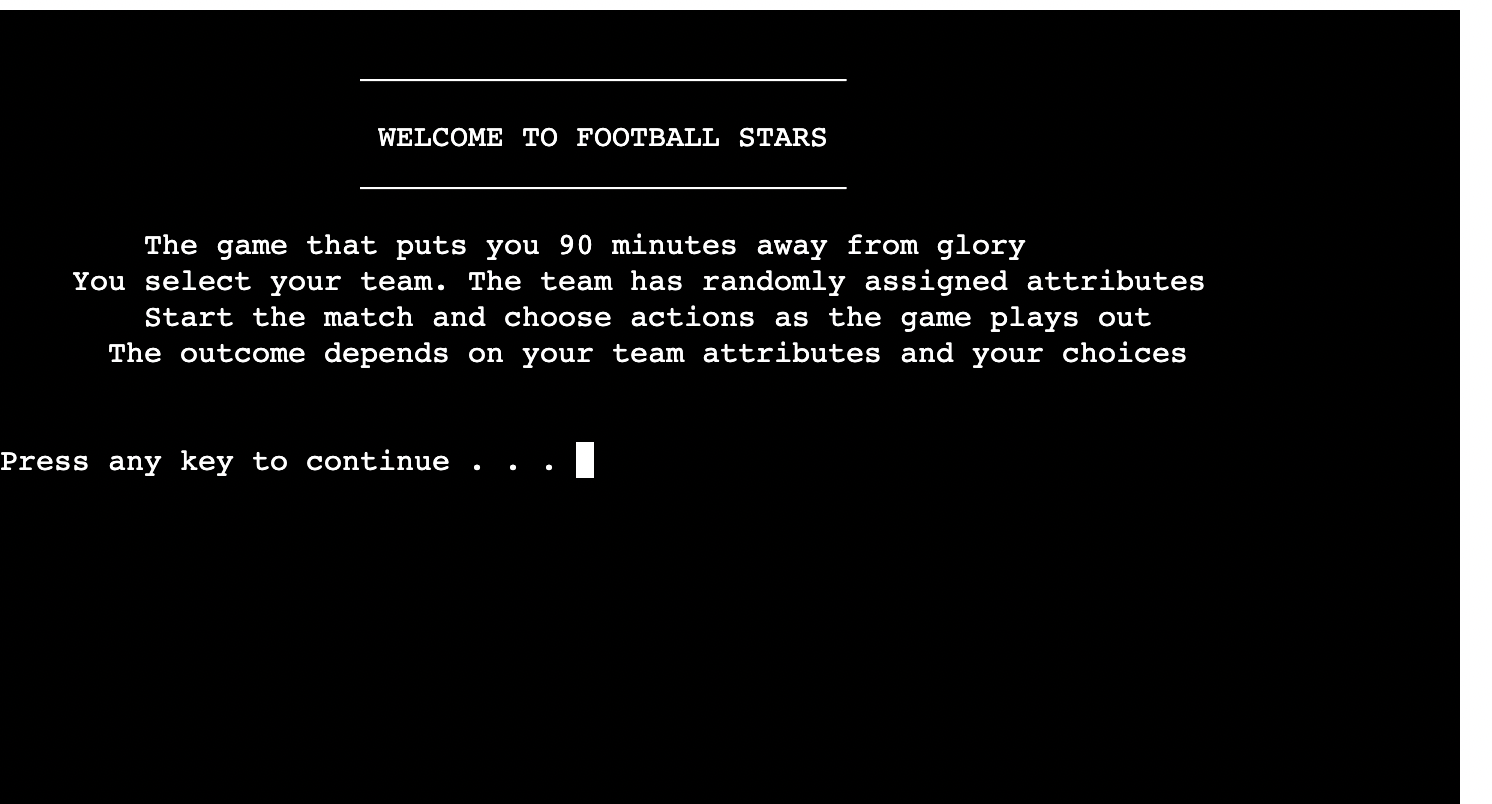 WELCOME TO FOOTBALL STARS
The game that puts you 90 minutes away from glory
You select your team. The team has randomly assigned attributes
Start the match and choose actions as the game plays out
The outcome depends on your team attributes and your choices
Press any key to continue . . .